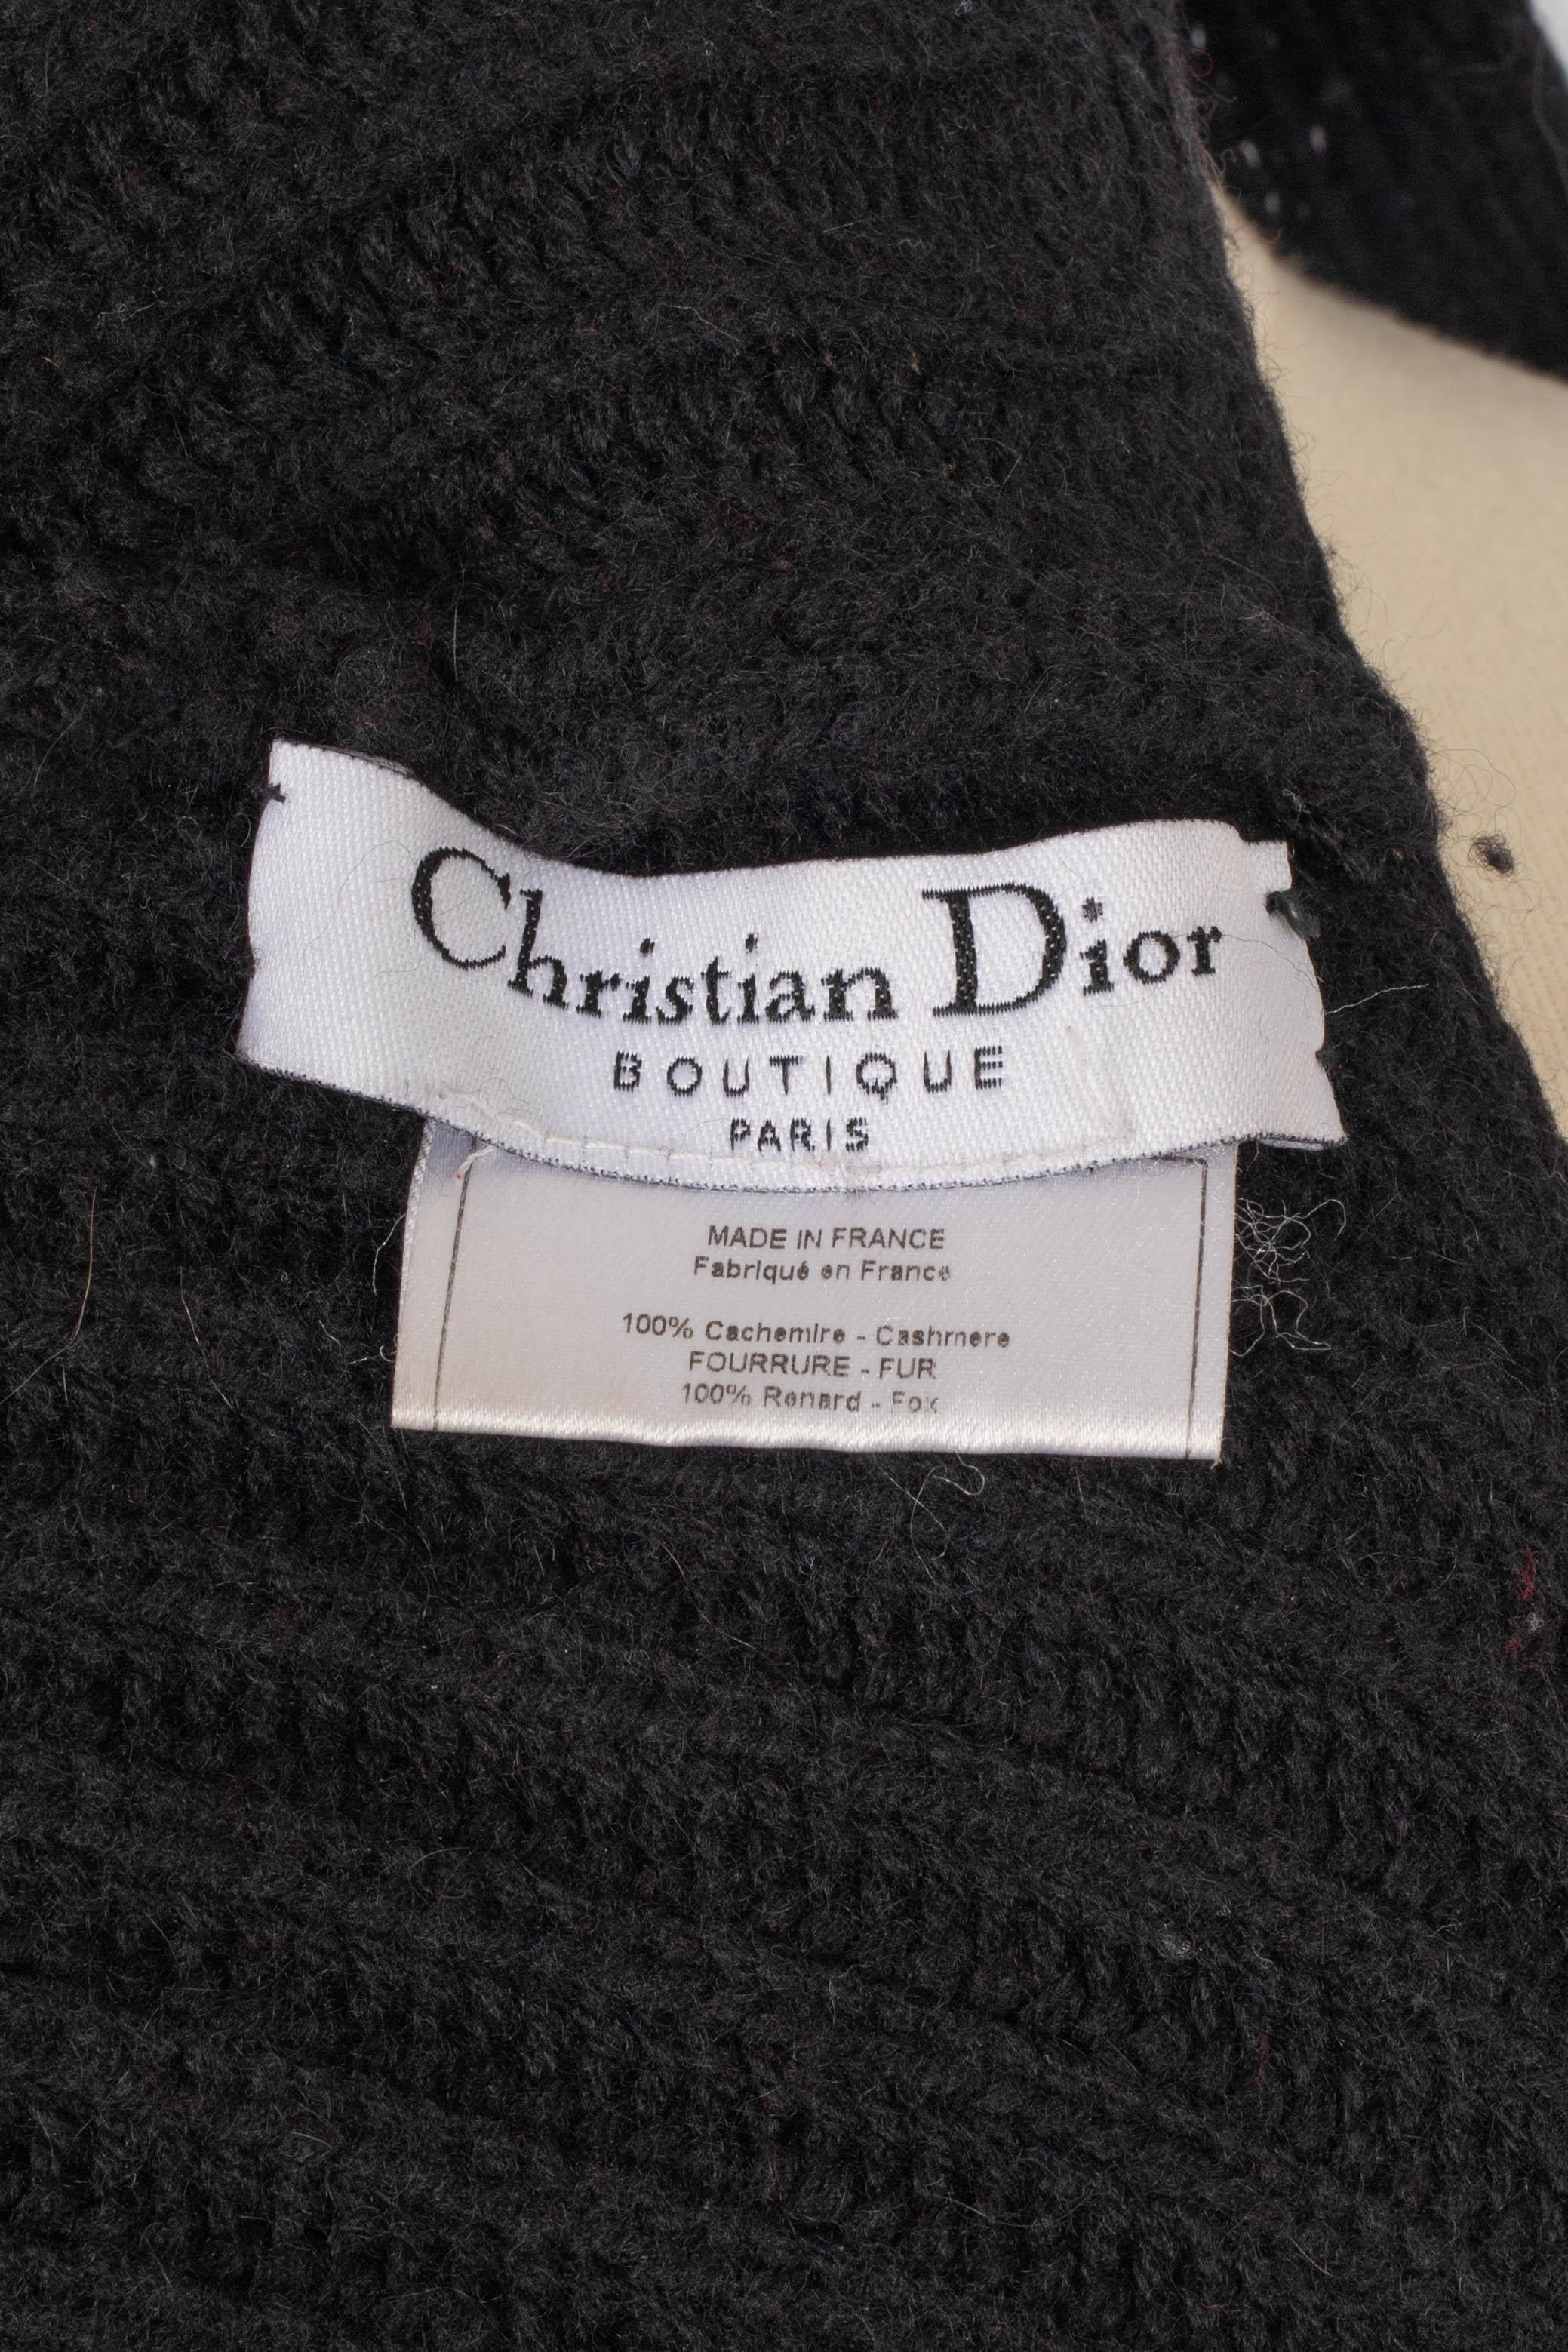 Christian Dior
BOUTIQUE
PARIS
MADE IN FRANCE
Fabriqué en France
100% Cachemire - Cashmere
FOURRURE - FUR
100% Renard - Fox